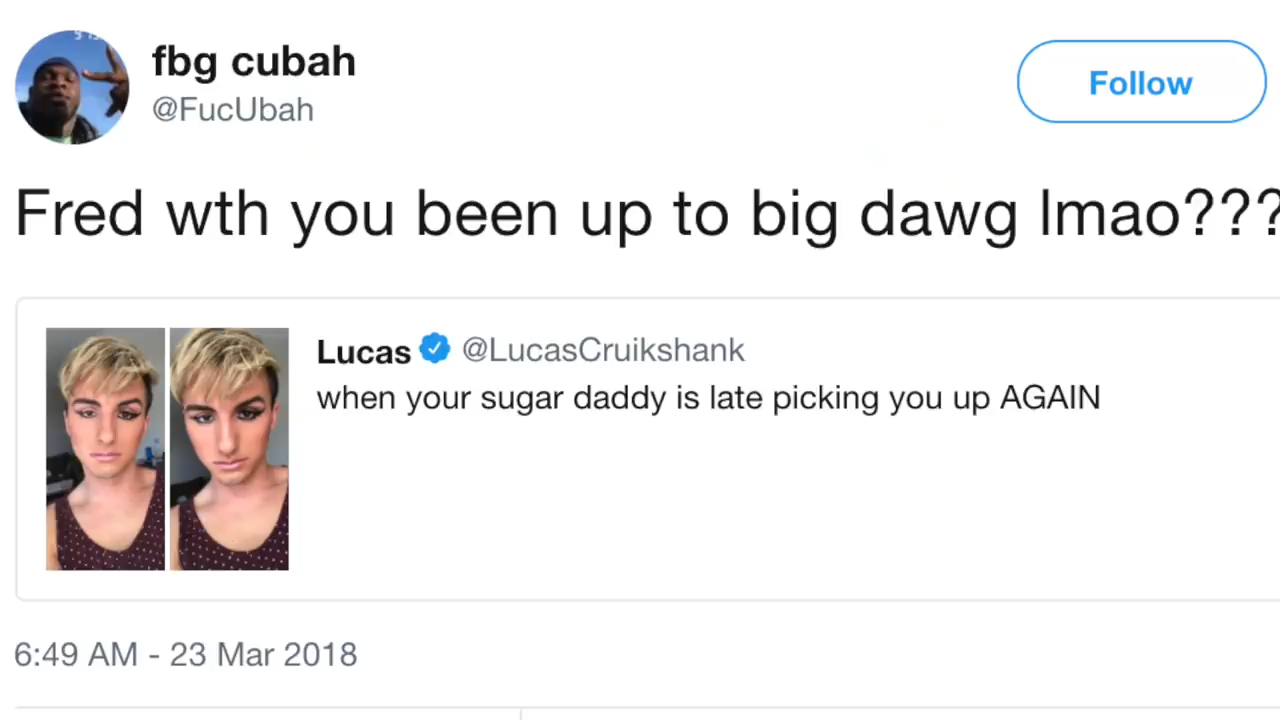 fbg cubah
@FucUbah
Follow
Fred wth you been up to big dawg lmao???
Lucas @LucasCruikshank
when your sugar daddy is late picking you up AGAIN
6:49 AM - 23 Mar 2018